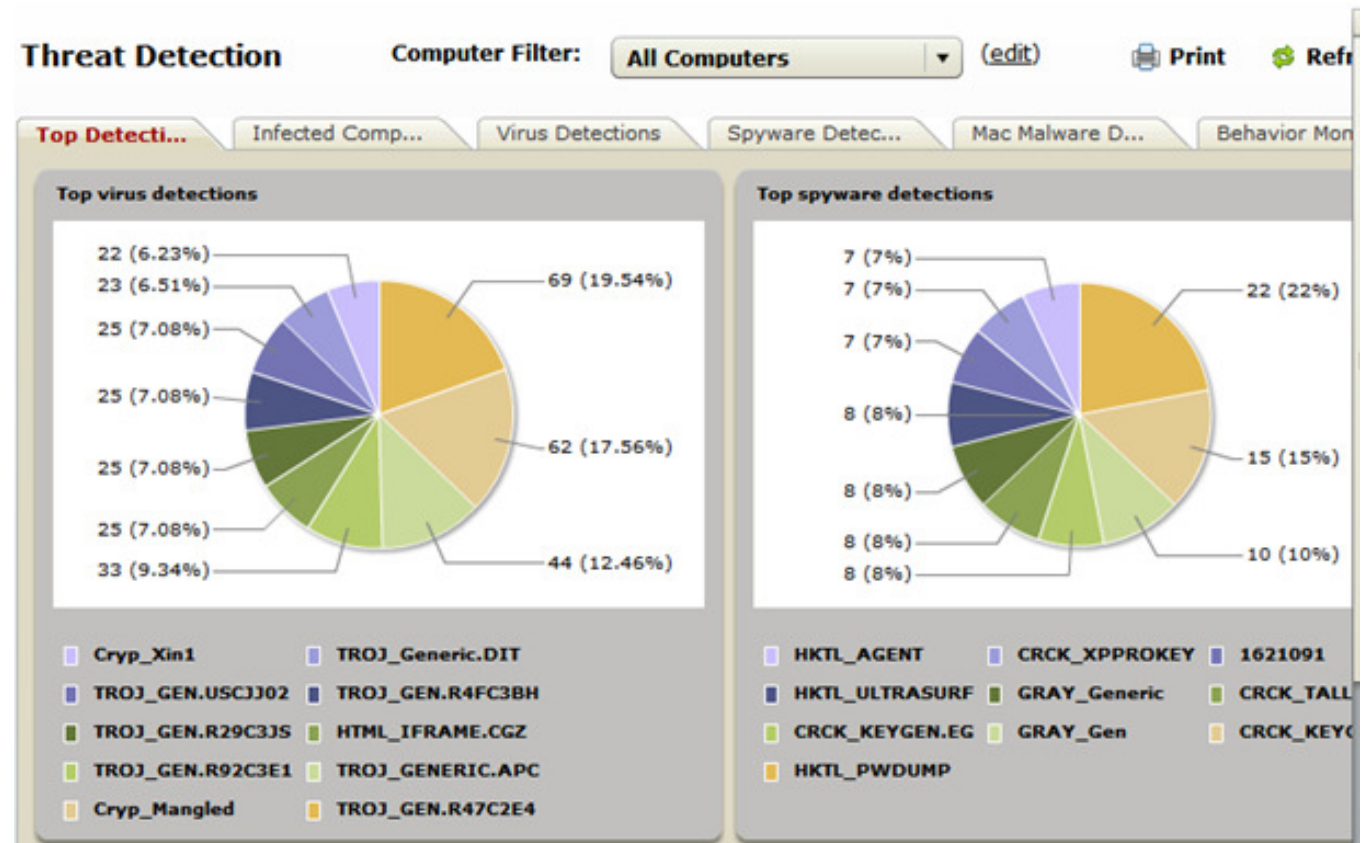 Threat Detection Computer Filter: All Computers (edit) Print Refr
Top Detecti... Infected Comp... Virus Detections Spyware Detec... Mac Malware D... Behavior Mon
Top virus detections
22 (6.23%)
23 (6.51%)
25 (7.08%)
25 (7.08%)
25 (7.08%)
25 (7.08%)
33 (9.34%)
69 (19.54%)
62 (17.56%)
44 (12.46%)
Cryp_Xin1 TROJ_Generic.DIT
TROJ_GEN.USCJJ02 TROJ_GEN.R4FC3BH
TROJ_GEN.R29C3JS HTML_IFRAME.CGZ
TROJ_GEN.R92C3E1 TROJ_GENERIC.APC
Cryp_Mangled TROJ_GEN.R47C2E4
Top spyware detections
7 (7%)
7 (7%)
7 (7%)
8 (8%)
8 (8%)
8 (8%)
8 (8%)
22 (22%)
15 (15%)
10 (10%)
HKTL_AGENT CRCK_XPPROKEY 1621091
HKTL_ULTRASURF GRAY_Generic CRCK_TALL
CRCK_KEYGEN.EG GRAY_Gen CRCK_KEYG
HKTL_PWDUMP